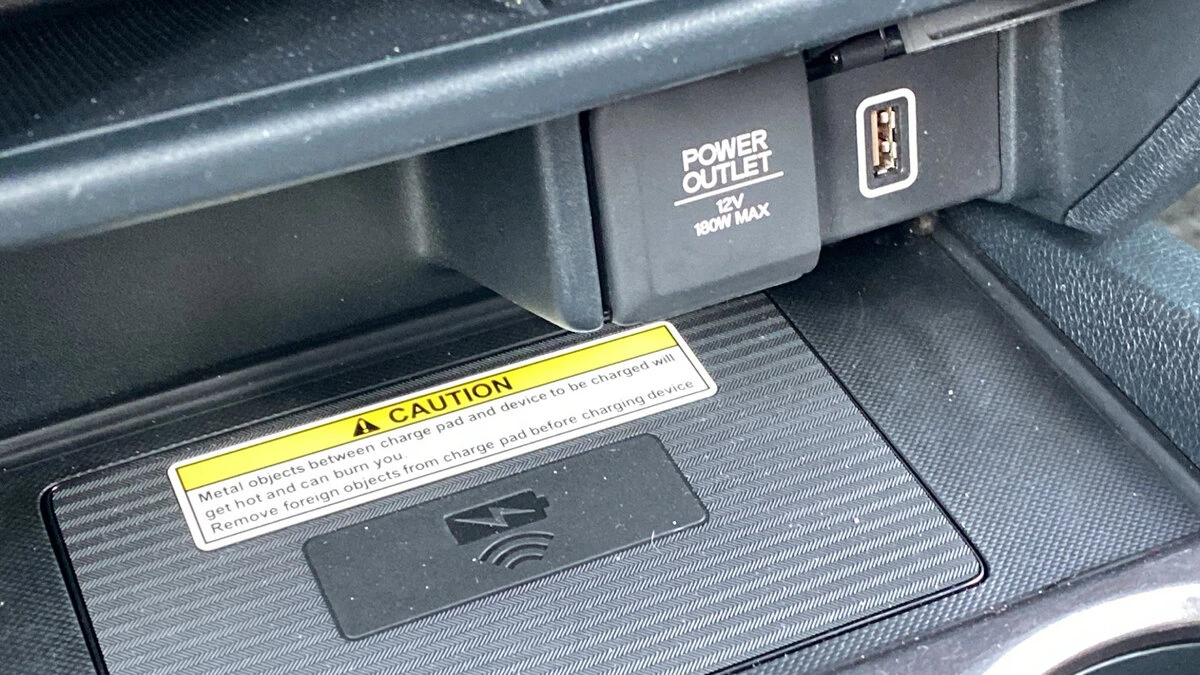 POWER
OUTLET
12V
180W MAX
CAUTION
Metal objects between charge pad and device to be charged will
get hot and can burn you.
Remove foreign objects from charge pad before charging device